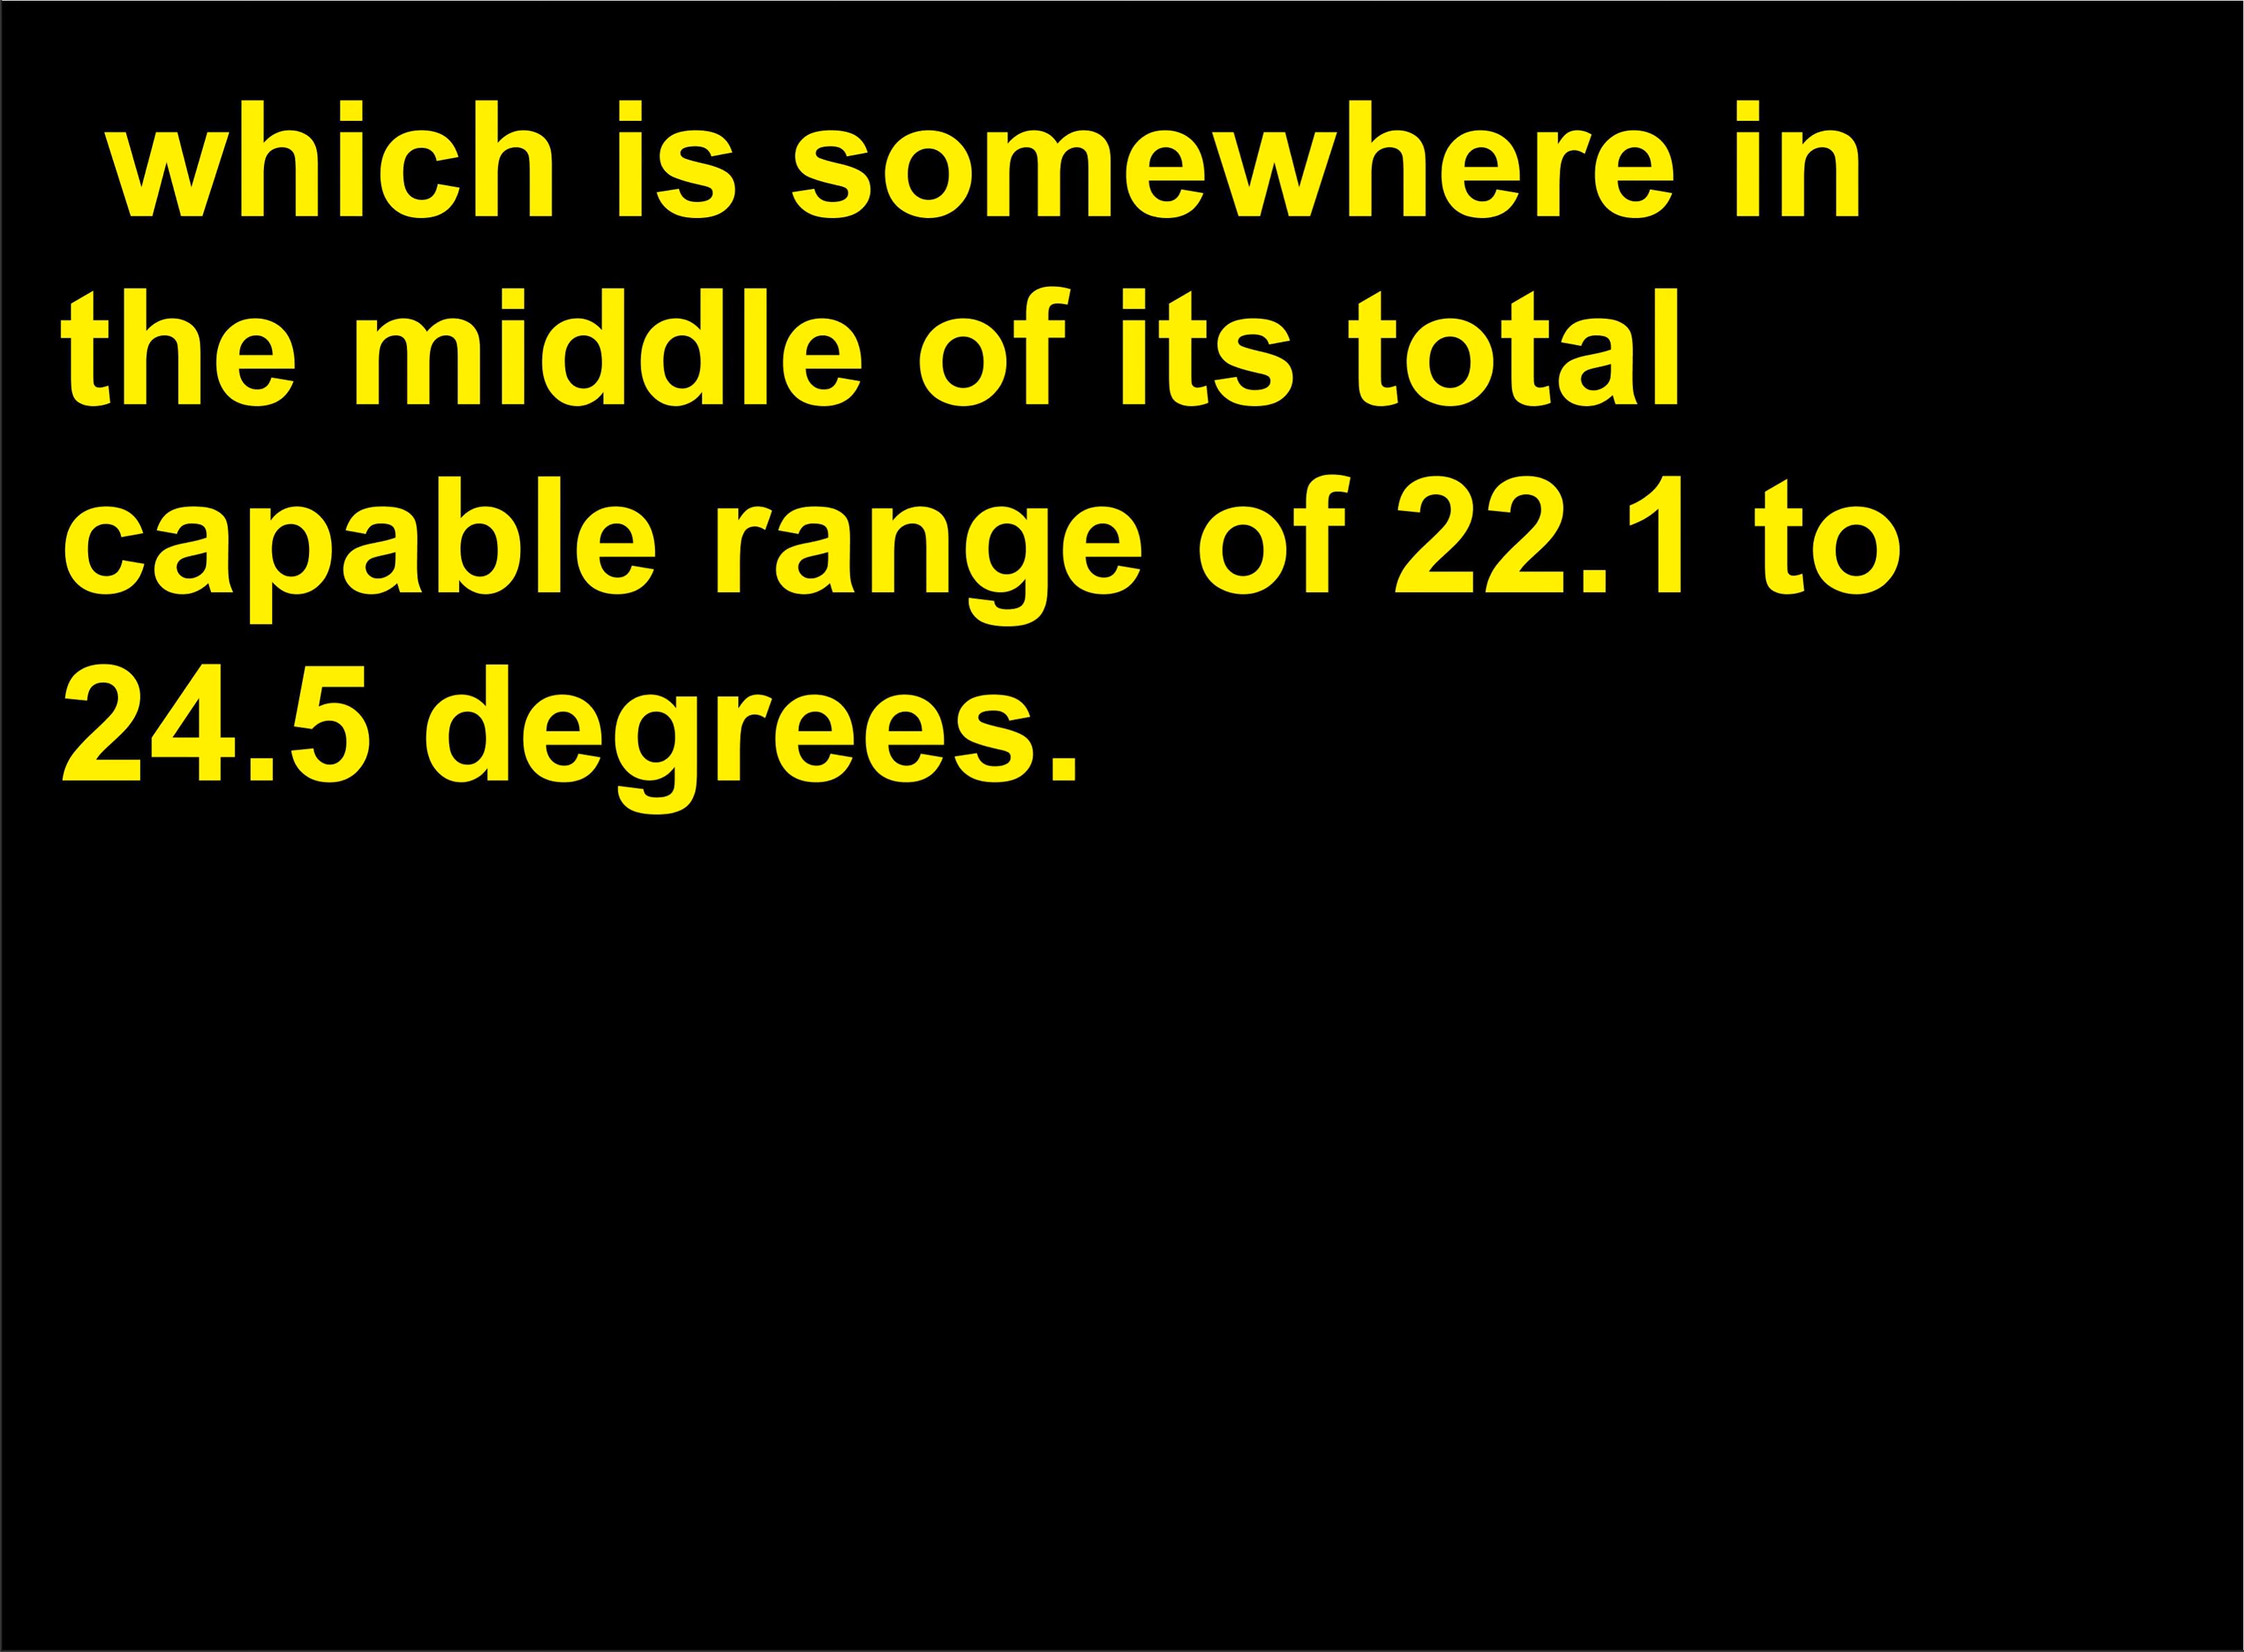 which is somewhere in
the middle of its total
capable range of 22.1 to
24.5 degrees.